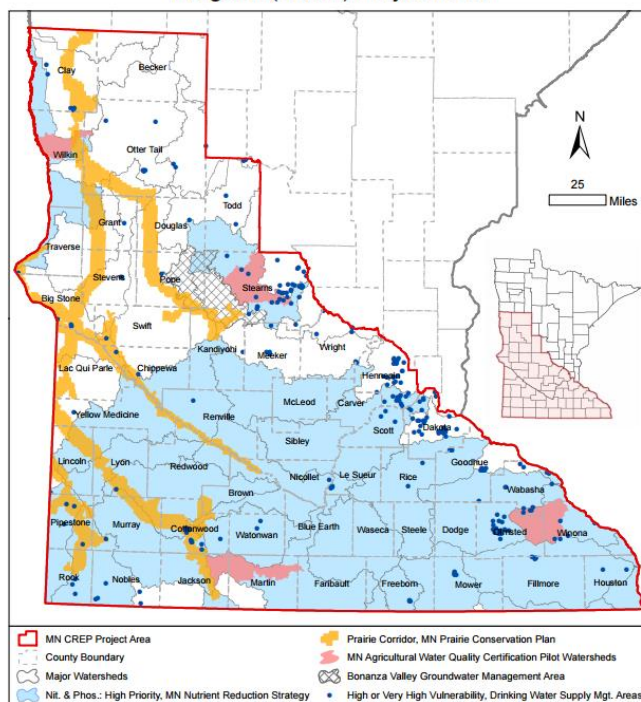 Clay
Becker
Wilkin
Otter Tail
Todd
Grant
Douglas
Traverse
Stevens
Pope
Stearns
Big Stone
Swift
Kandiyohi
Meeker
Wright
Lac Qui Parle
Chippewa
Hennepin
McLeod
Carver
Yellow Medicine
Renville
Scott
Dakota
Sibley
Lincoln
Lyon
Redwood
Nicollet
Le Sueur
Rice
Goodhue
Wabasha
Brown
Pipestone
Murray
Cottonwood
Watonwan
Blue Earth
Waseca
Steele
Dodge
Olmsted
Winona
Rock
Nobles
Jackson
Martin
Faribault
Freeborn
Mower
Fillmore
Houston
N
25
Miles
MN CREP Project Area
County Boundary
Major Watersheds
Nit. & Phos.: High Priority, MN Nutrient Reduction Strategy
Prairie Corridor, MN Prairie Conservation Plan
MN Agricultural Water Quality Certification Pilot Watersheds
Bonanza Valley Groundwater Management Area
High or Very High Vulnerability, Drinking Water Supply Mgt. Areas